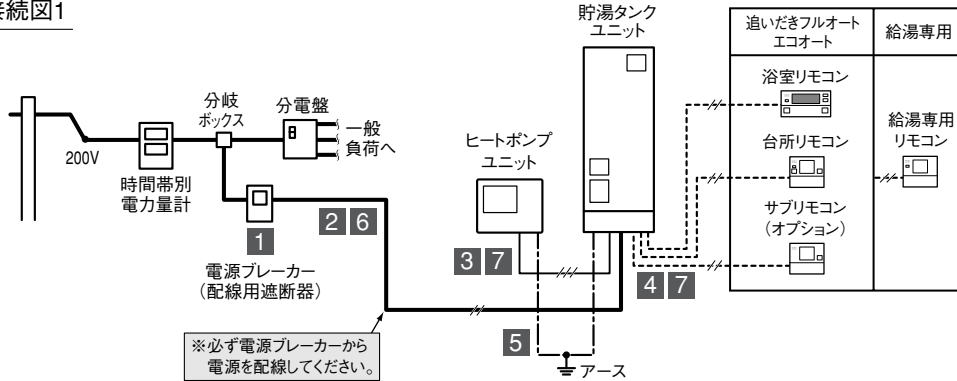 接続図1
200V
時間帯別
電力量計
分岐
ボックス
分電盤
一般
負荷へ
1
電源ブレーカー
（配線用遮断器）
2 6
※必ず電源ブレーカーから
電源を配線してください。
ヒートポンプ
ユニット
3 7
5
アース
貯湯タンク
ユニット
4 7
追いだきフルオート
エコオート
給湯専用
浴室リモコン
台所リモコン
サブリモコン
（オプション）
給湯専用
リモコン